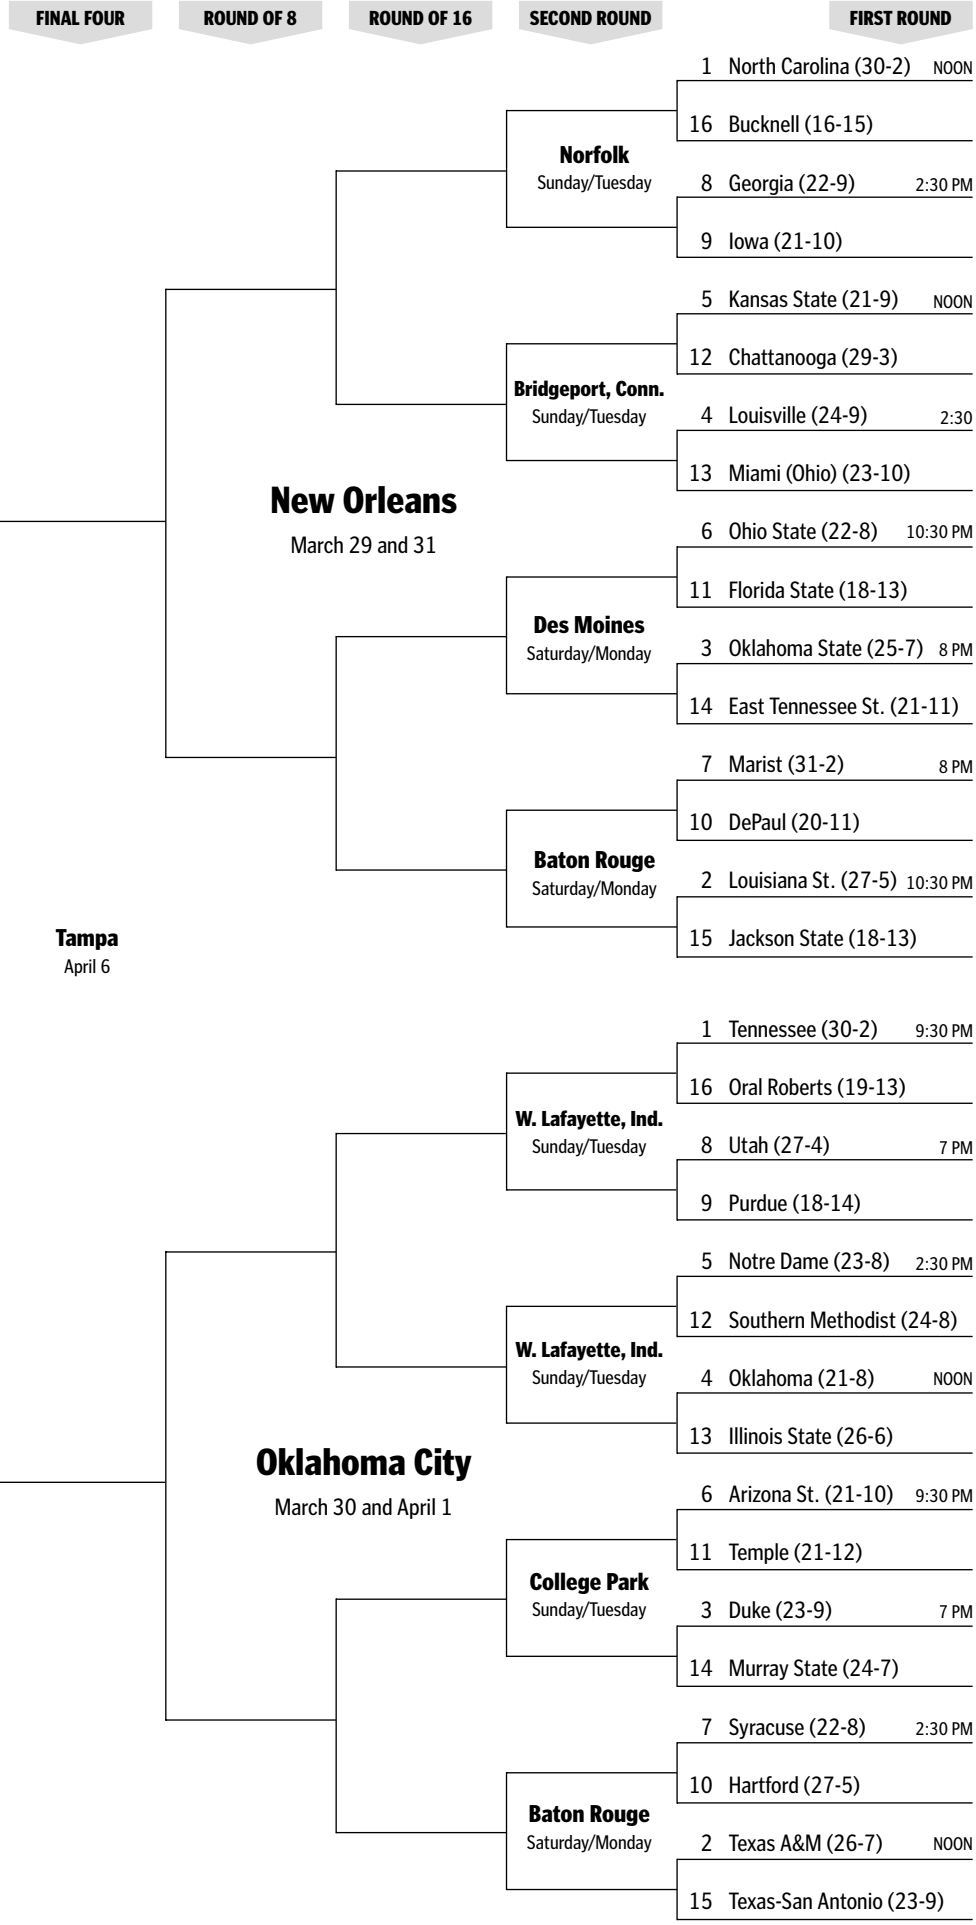 FINAL FOUR
ROUND OF 8
ROUND OF 16
SECOND ROUND
FIRST ROUND
1 North Carolina (30-2) NOON
16 Bucknell (16-15)
Norfolk
Sunday/Tuesday
8 Georgia (22-9) 2:30 PM
9 Iowa (21-10)
5 Kansas State (21-9) NOON
12 Chattanooga (29-3)
Bridgeport, Conn.
Sunday/Tuesday
4 Louisville (24-9) 2:30
13 Miami (Ohio) (23-10)
New Orleans
March 29 and 31
6 Ohio State (22-8) 10:30 PM
11 Florida State (18-13)
Des Moines
Saturday/Monday
3 Oklahoma State (25-7) 8 PM
14 East Tennessee St. (21-11)
7 Marist (31-2) 8 PM
10 DePaul (20-11)
Baton Rouge
Saturday/Monday
2 Louisiana St. (27-5) 10:30 PM
15 Jackson State (18-13)
Tampa
April 6
1 Tennessee (30-2) 9:30 PM
16 Oral Roberts (19-13)
W. Lafayette, Ind.
Sunday/Tuesday
8 Utah (27-4) 7 PM
9 Purdue (18-14)
5 Notre Dame (23-8) 2:30 PM
12 Southern Methodist (24-8)
W. Lafayette, Ind.
Sunday/Tuesday
4 Oklahoma (21-8) NOON
13 Illinois State (26-6)
Oklahoma City
March 30 and April 1
6 Arizona St. (21-10) 9:30 PM
11 Temple (21-12)
College Park
Sunday/Tuesday
3 Duke (23-9) 7 PM
14 Murray State (24-7)
7 Syracuse (22-8) 2:30 PM
10 Hartford (27-5)
Baton Rouge
Saturday/Monday
2 Texas A&M (26-7) NOON
15 Texas-San Antonio (23-9)